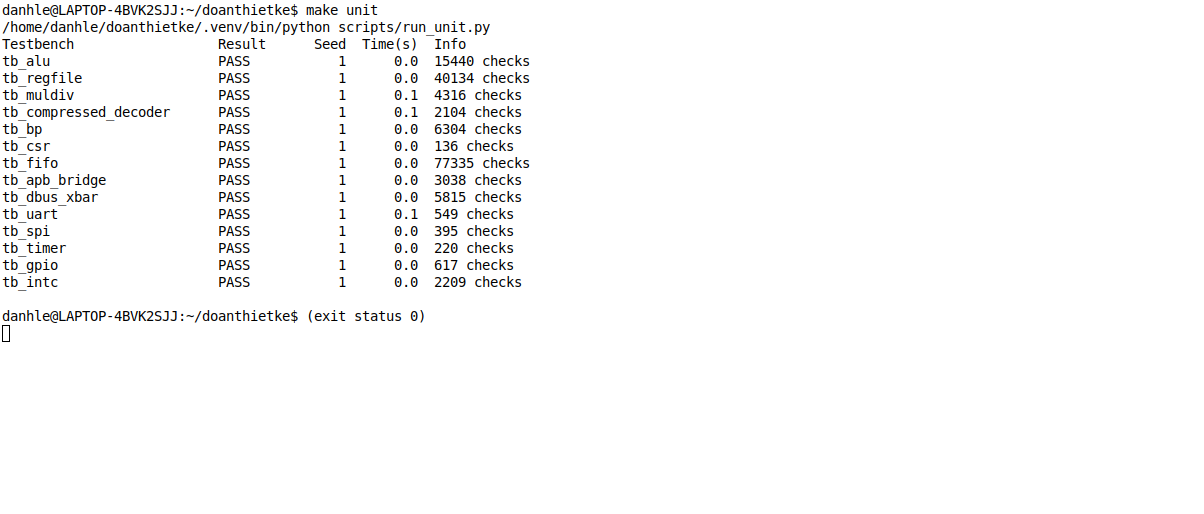 danhle@LAPTOP-4BVK2SJJ:~/doanthietke$ make unit
/home/danhle/doanthietke/.venv/bin/python scripts/run_unit.py
Testbench                  Result      Seed  Time(s)  Info
tb_alu                     PASS           1      0.0  15440 checks
tb_regfile                 PASS           1      0.0  40134 checks
tb_muldiv                  PASS           1      0.1  4316 checks
tb_compressed_decoder      PASS           1      0.1  2104 checks
tb_bp                      PASS           1      0.0  6304 checks
tb_csr                     PASS           1      0.0  136 checks
tb_fifo                    PASS           1      0.0  77335 checks
tb_apb_bridge              PASS           1      0.0  3038 checks
tb_dbus_xbar               PASS           1      0.0  5815 checks
tb_uart                    PASS           1      0.1  549 checks
tb_spi                     PASS           1      0.0  395 checks
tb_timer                   PASS           1      0.0  220 checks
tb_gpio                    PASS           1      0.0  617 checks
tb_intc                    PASS           1      0.0  2209 checks
danhle@LAPTOP-4BVK2SJJ:~/doanthietke$ (exit status 0)